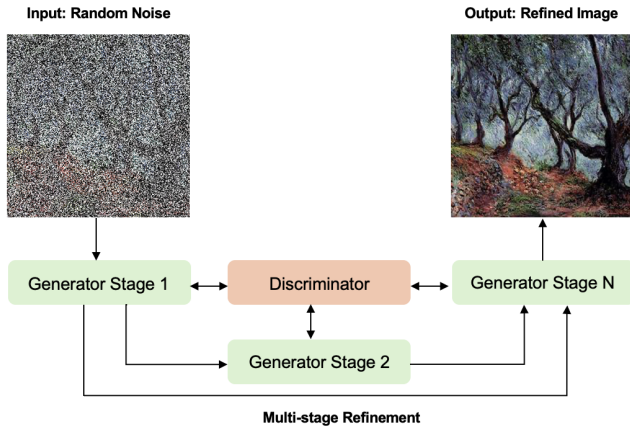 Input: Random Noise
Output: Refined Image
Generator Stage 1
Discriminator
Generator Stage N
Generator Stage 2
Multi-stage Refinement